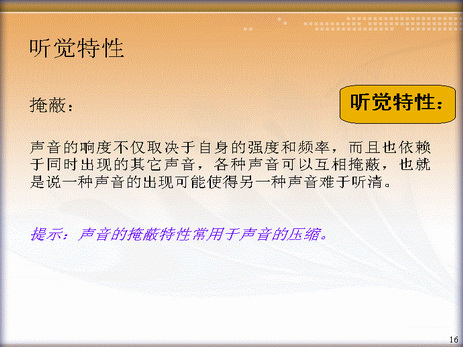 听觉特性
掩蔽：
听觉特性：
声音的响度不仅取决于自身的强度和频率，而且也依赖
于同时出现的其它声音，各种声音可以互相掩蔽，也就
是说一种声音的出现可能使得另一种声音难于听清。
提示：声音的掩蔽特性常用于声音的压缩。
16